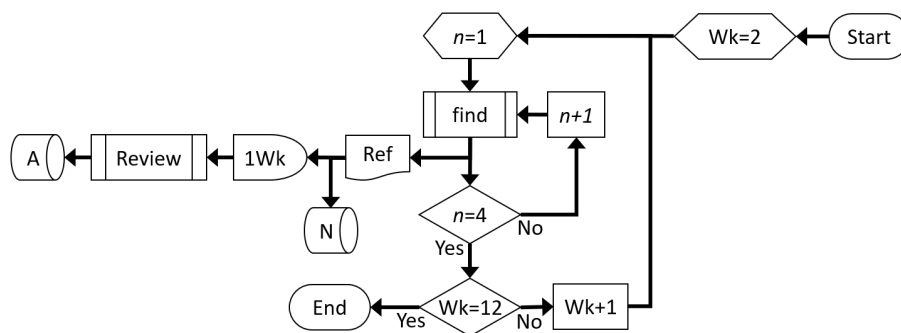 n=1
Wk=2
Start
find
n+1
A
Review
1Wk
Ref
N
n=4
No
Yes
End
Yes
Wk=12
No
Wk+1